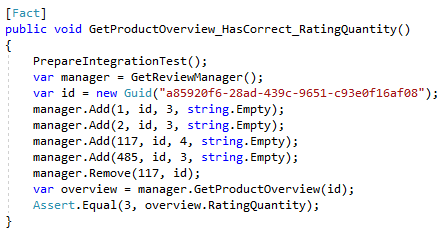 [Fact]
public void GetProductOverview_HasCorrect_RatingQuantity()
{
    PrepareIntegrationTest();
    var manager = GetReviewManager();
    var id = new Guid("a85920f6-28ad-439c-9651-c93e0f16af08");
    manager.Add(1, id, 3, string.Empty);
    manager.Add(2, id, 3, string.Empty);
    manager.Add(117, id, 4, string.Empty);
    manager.Add(485, id, 3, string.Empty);
    manager.Remove(117, id);
    var overview = manager.GetProductOverview(id);
    Assert.Equal(3, overview.RatingQuantity);
}